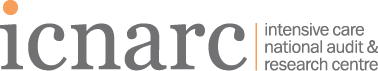 icnarc
intensive care
national audit &
research centre